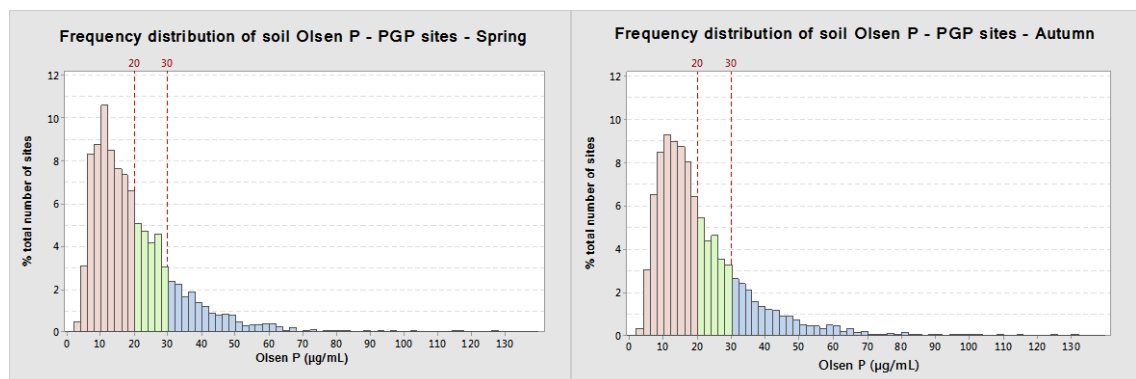 Frequency distribution of soil Olsen P - PGP sites - Spring
20 30
12
10
8
6
4
2
0
% total number of sites
0 10 20 30 40 50 60 70 80 90 100 110 120 130
Olsen P (µg/mL)
Frequency distribution of soil Olsen P - PGP sites - Autumn
20 30
12
10
8
6
4
2
0
% total number of sites
0 10 20 30 40 50 60 70 80 90 100 110 120 130
Olsen P (µg/mL)